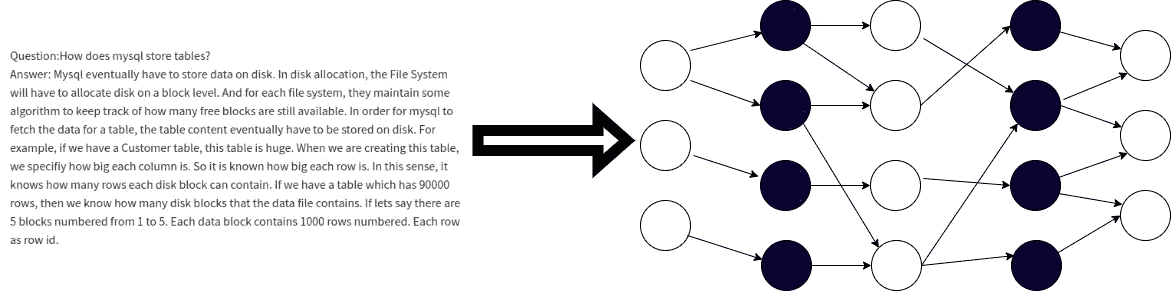 Question:How does mysql store tables?
Answer: Mysql eventually have to store data on disk. In disk allocation, the File System
will have to allocate disk on a block level. And for each file system, they maintain some
algorithm to keep track of how many free blocks are still available. In order for mysql to
fetch the data for a table, the table content eventually have to be stored on disk. For
example, if we have a Customer table, this table is huge. When we are creating this table,
we specifiy how big each column is. So it is known how big each row is. In this sense, it
knows how many rows each disk block can contain. If we have a table which has 90000
rows, then we know how many disk blocks that the data file contains. If lets say there are
5 blocks numbered from 1 to 5. Each data block contains 1000 rows numbered. Each row
as row id.